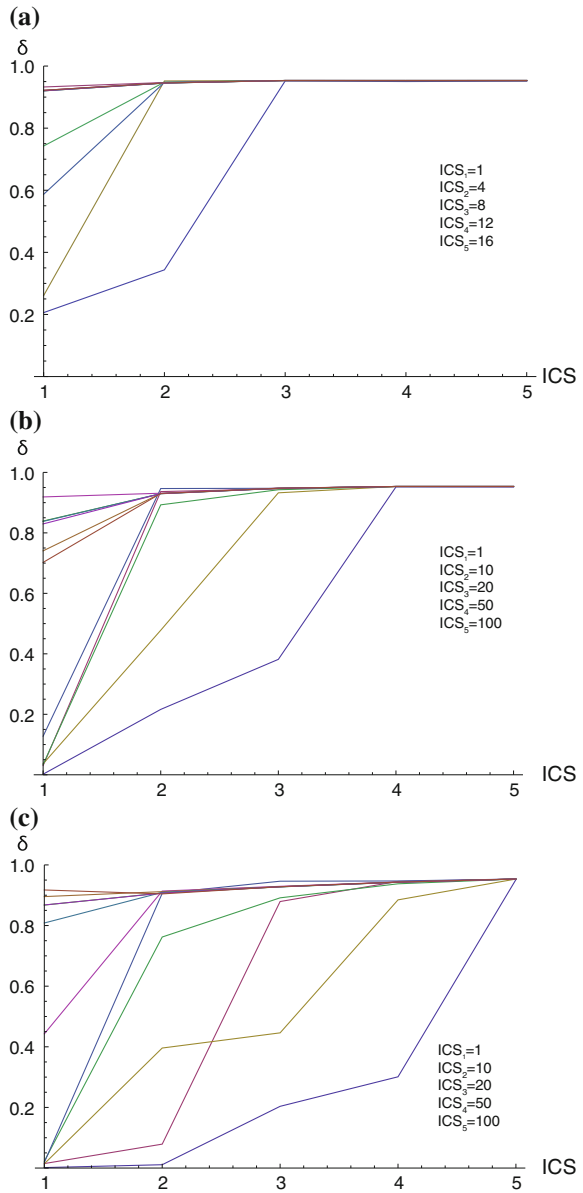 (a)
δ
1.0
0.8
0.6
0.4
0.2
1 2 3 4 5 ICS
ICS₁=1
ICS₂=4
ICS₃=8
ICS₄=12
ICS₅=16
(b)
δ
1.0
0.8
0.6
0.4
0.2
1 2 3 4 5 ICS
ICS₁=1
ICS₂=10
ICS₃=20
ICS₄=50
ICS₅=100
(c)
δ
1.0
0.8
0.6
0.4
0.2
1 2 3 4 5 ICS
ICS₁=1
ICS₂=10
ICS₃=20
ICS₄=50
ICS₅=100